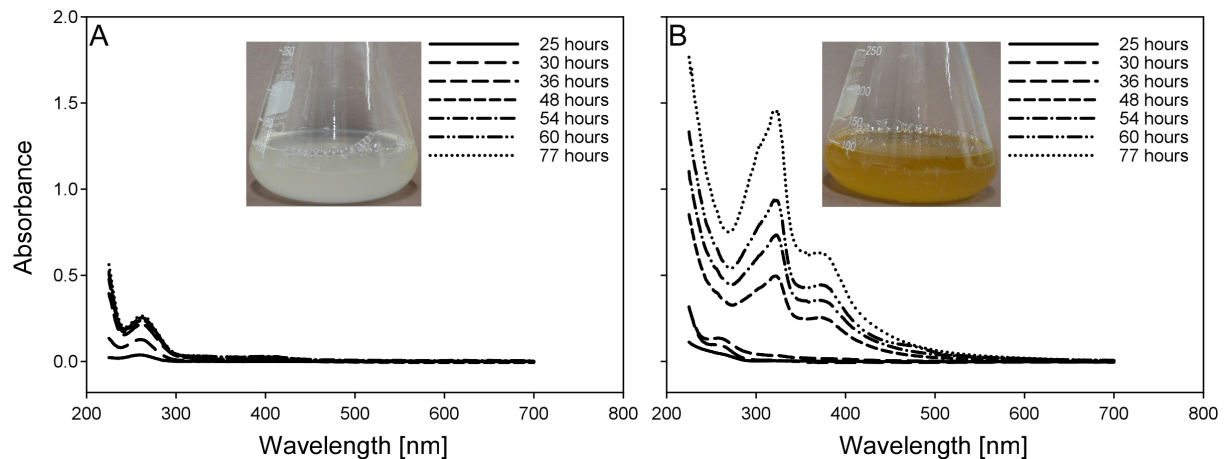 2.0
1.5
1.0
0.5
0.0
Absorbance
A
25 hours
30 hours
36 hours
48 hours
54 hours
60 hours
77 hours
200 300 400 500 600 700 800
Wavelength [nm]
B
250
200
150
100
25 hours
30 hours
36 hours
48 hours
54 hours
60 hours
77 hours
200 300 400 500 600 700 800
Wavelength [nm]